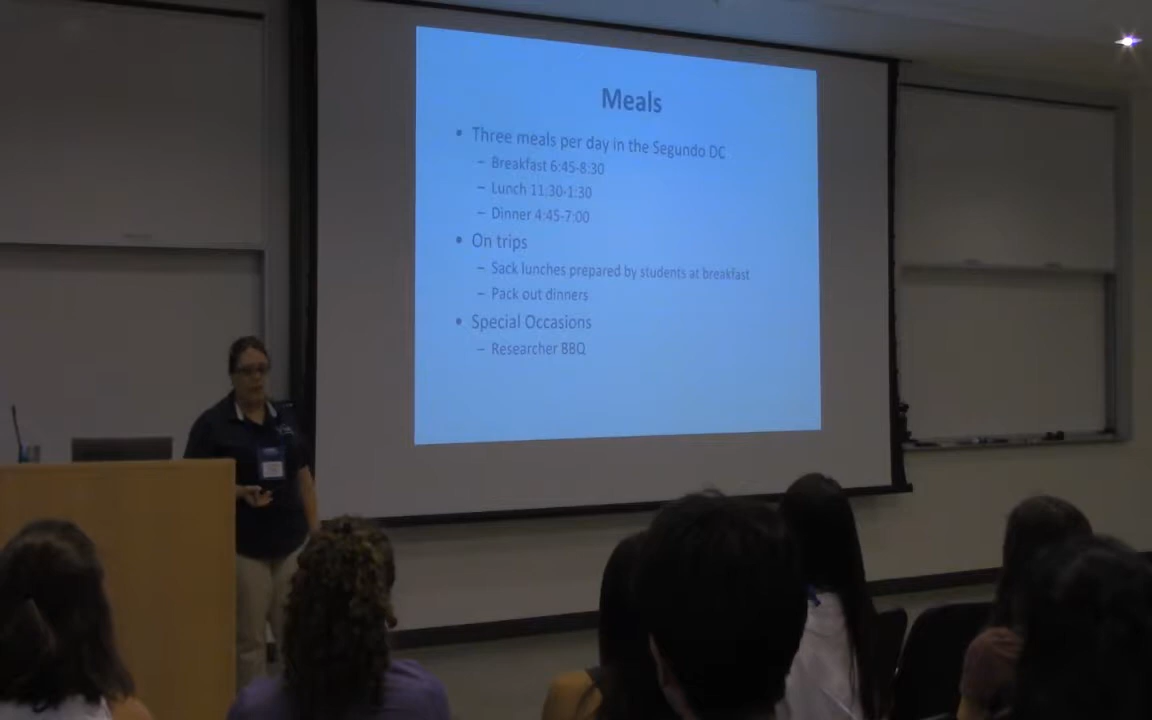 Meals
• Three meals per day in the Segundo DC
– Breakfast 6:45-8:30
– Lunch 11:30-1:30
– Dinner 4:45-7:00
• On trips
– Sack lunches prepared by students at breakfast
– Pack out dinners
• Special Occasions
– Researcher BBQ